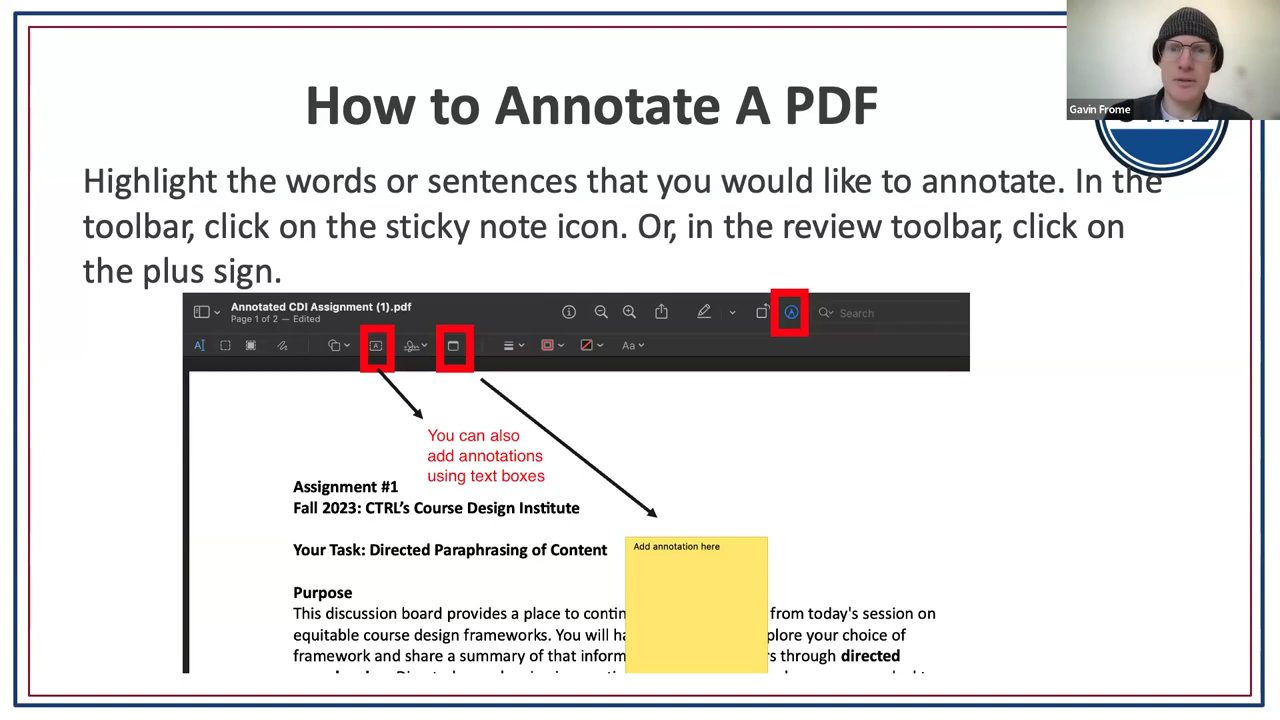 Gavin Frome
How to Annotate A PDF
Highlight the words or sentences that you would like to annotate. In the
toolbar, click on the sticky note icon. Or, in the review toolbar, click on
the plus sign.
Annotated CDI Assignment (1).pdf
Page 1 of 2 — Edited
Search
Aa
You can also
add annotations
using text boxes
Assignment #1
Fall 2023: CTRL's Course Design Institute
Your Task: Directed Paraphrasing of Content
Add annotation here
Purpose
This discussion board provides a place to contin from today's session on
equitable course design frameworks. You will ha plore your choice of
framework and share a summary of that inform rs through directed